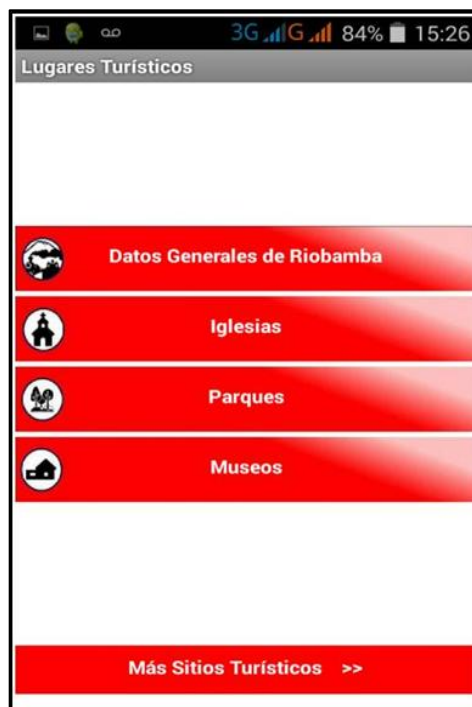 3G G 84% 15:26
Lugares Turísticos
Datos Generales de Riobamba
Iglesias
Parques
Museos
Más Sitios Turísticos >>